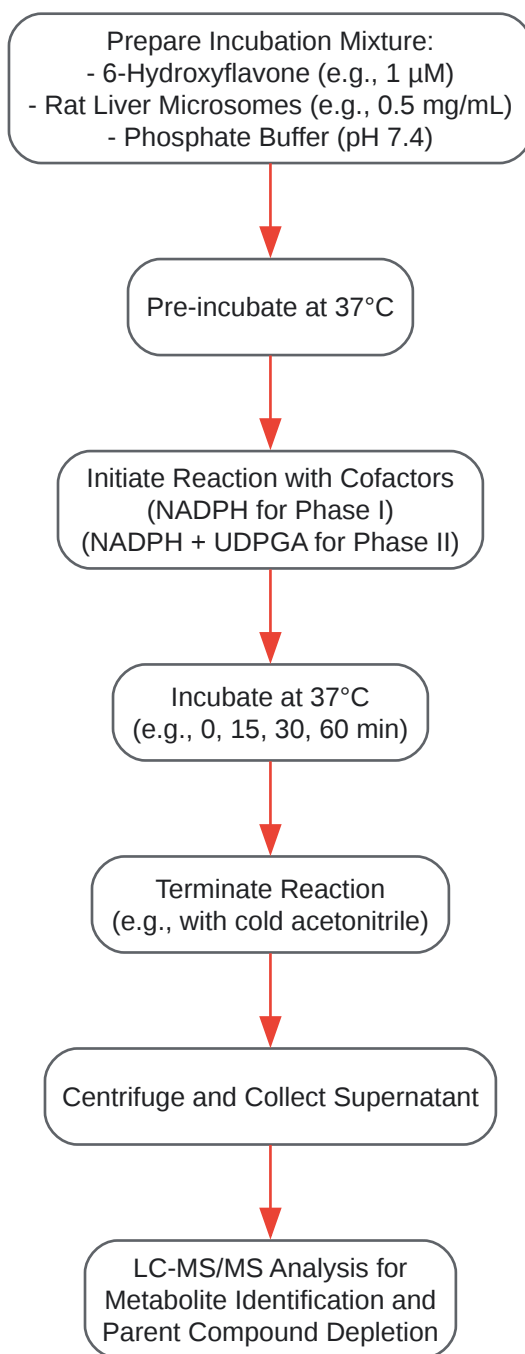 Prepare Incubation Mixture:
- 6-Hydroxyflavone (e.g., 1 µM)
- Rat Liver Microsomes (e.g., 0.5 mg/mL)
- Phosphate Buffer (pH 7.4)
Pre-incubate at 37°C
Initiate Reaction with Cofactors
(NADPH for Phase I)
(NADPH + UDPGA for Phase II)
Incubate at 37°C
(e.g., 0, 15, 30, 60 min)
Terminate Reaction
(e.g., with cold acetonitrile)
Centrifuge and Collect Supernatant
LC-MS/MS Analysis for
Metabolite Identification and
Parent Compound Depletion